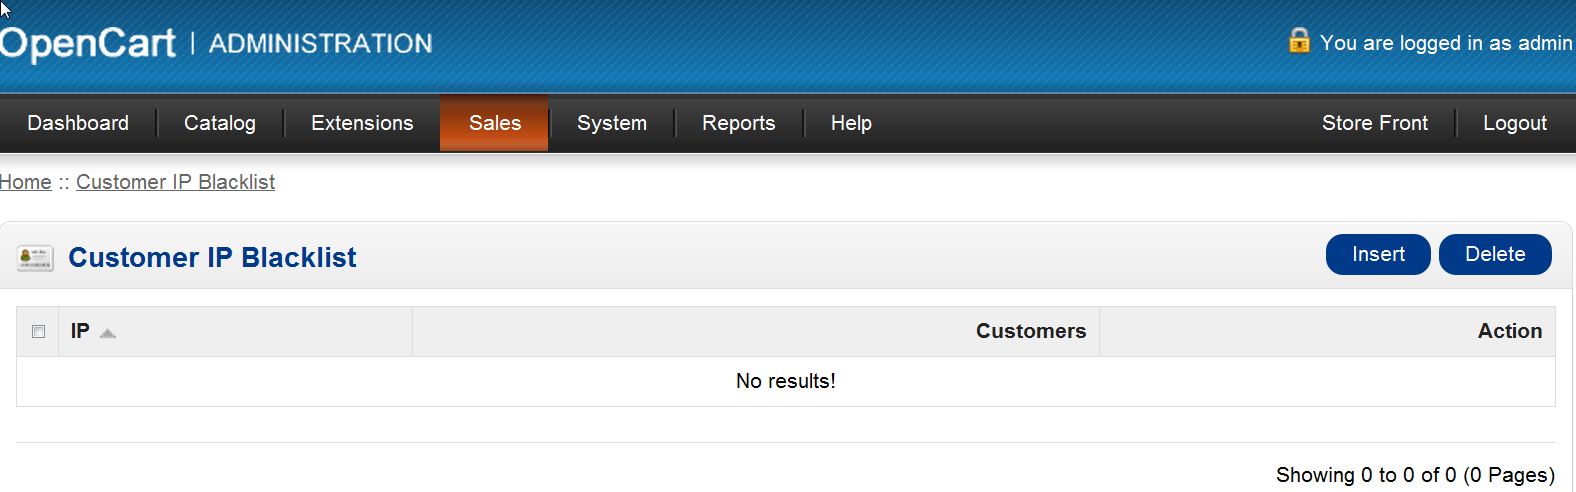 OpenCart | ADMINISTRATION
You are logged in as admin
Dashboard Catalog Extensions Sales System Reports Help Store Front Logout
Home :: Customer IP Blacklist
Customer IP Blacklist
Insert Delete
IP Customers Action
No results!
Showing 0 to 0 of 0 (0 Pages)